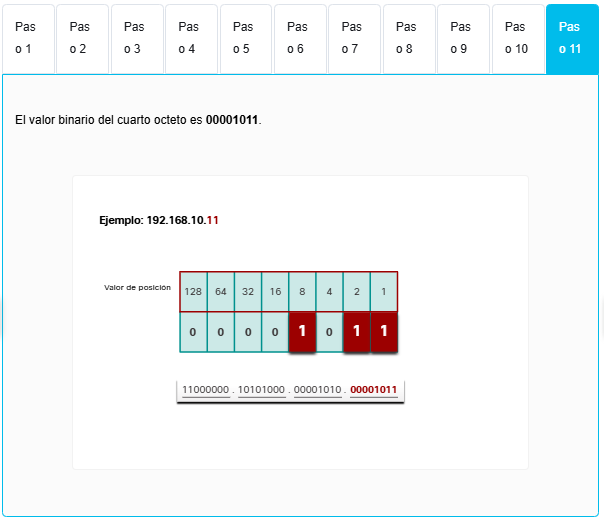 Pas
o 1
Pas
o 2
Pas
o 3
Pas
o 4
Pas
o 5
Pas
o 6
Pas
o 7
Pas
o 8
Pas
o 9
Pas
o 10
Pas
o 11
El valor binario del cuarto octeto es 00001011.
Ejemplo: 192.168.10.11
Valor de posición 128 64 32 16 8 4 2 1
0 0 0 0 1 0 1 1
11000000 . 10101000 . 00001010 . 00001011